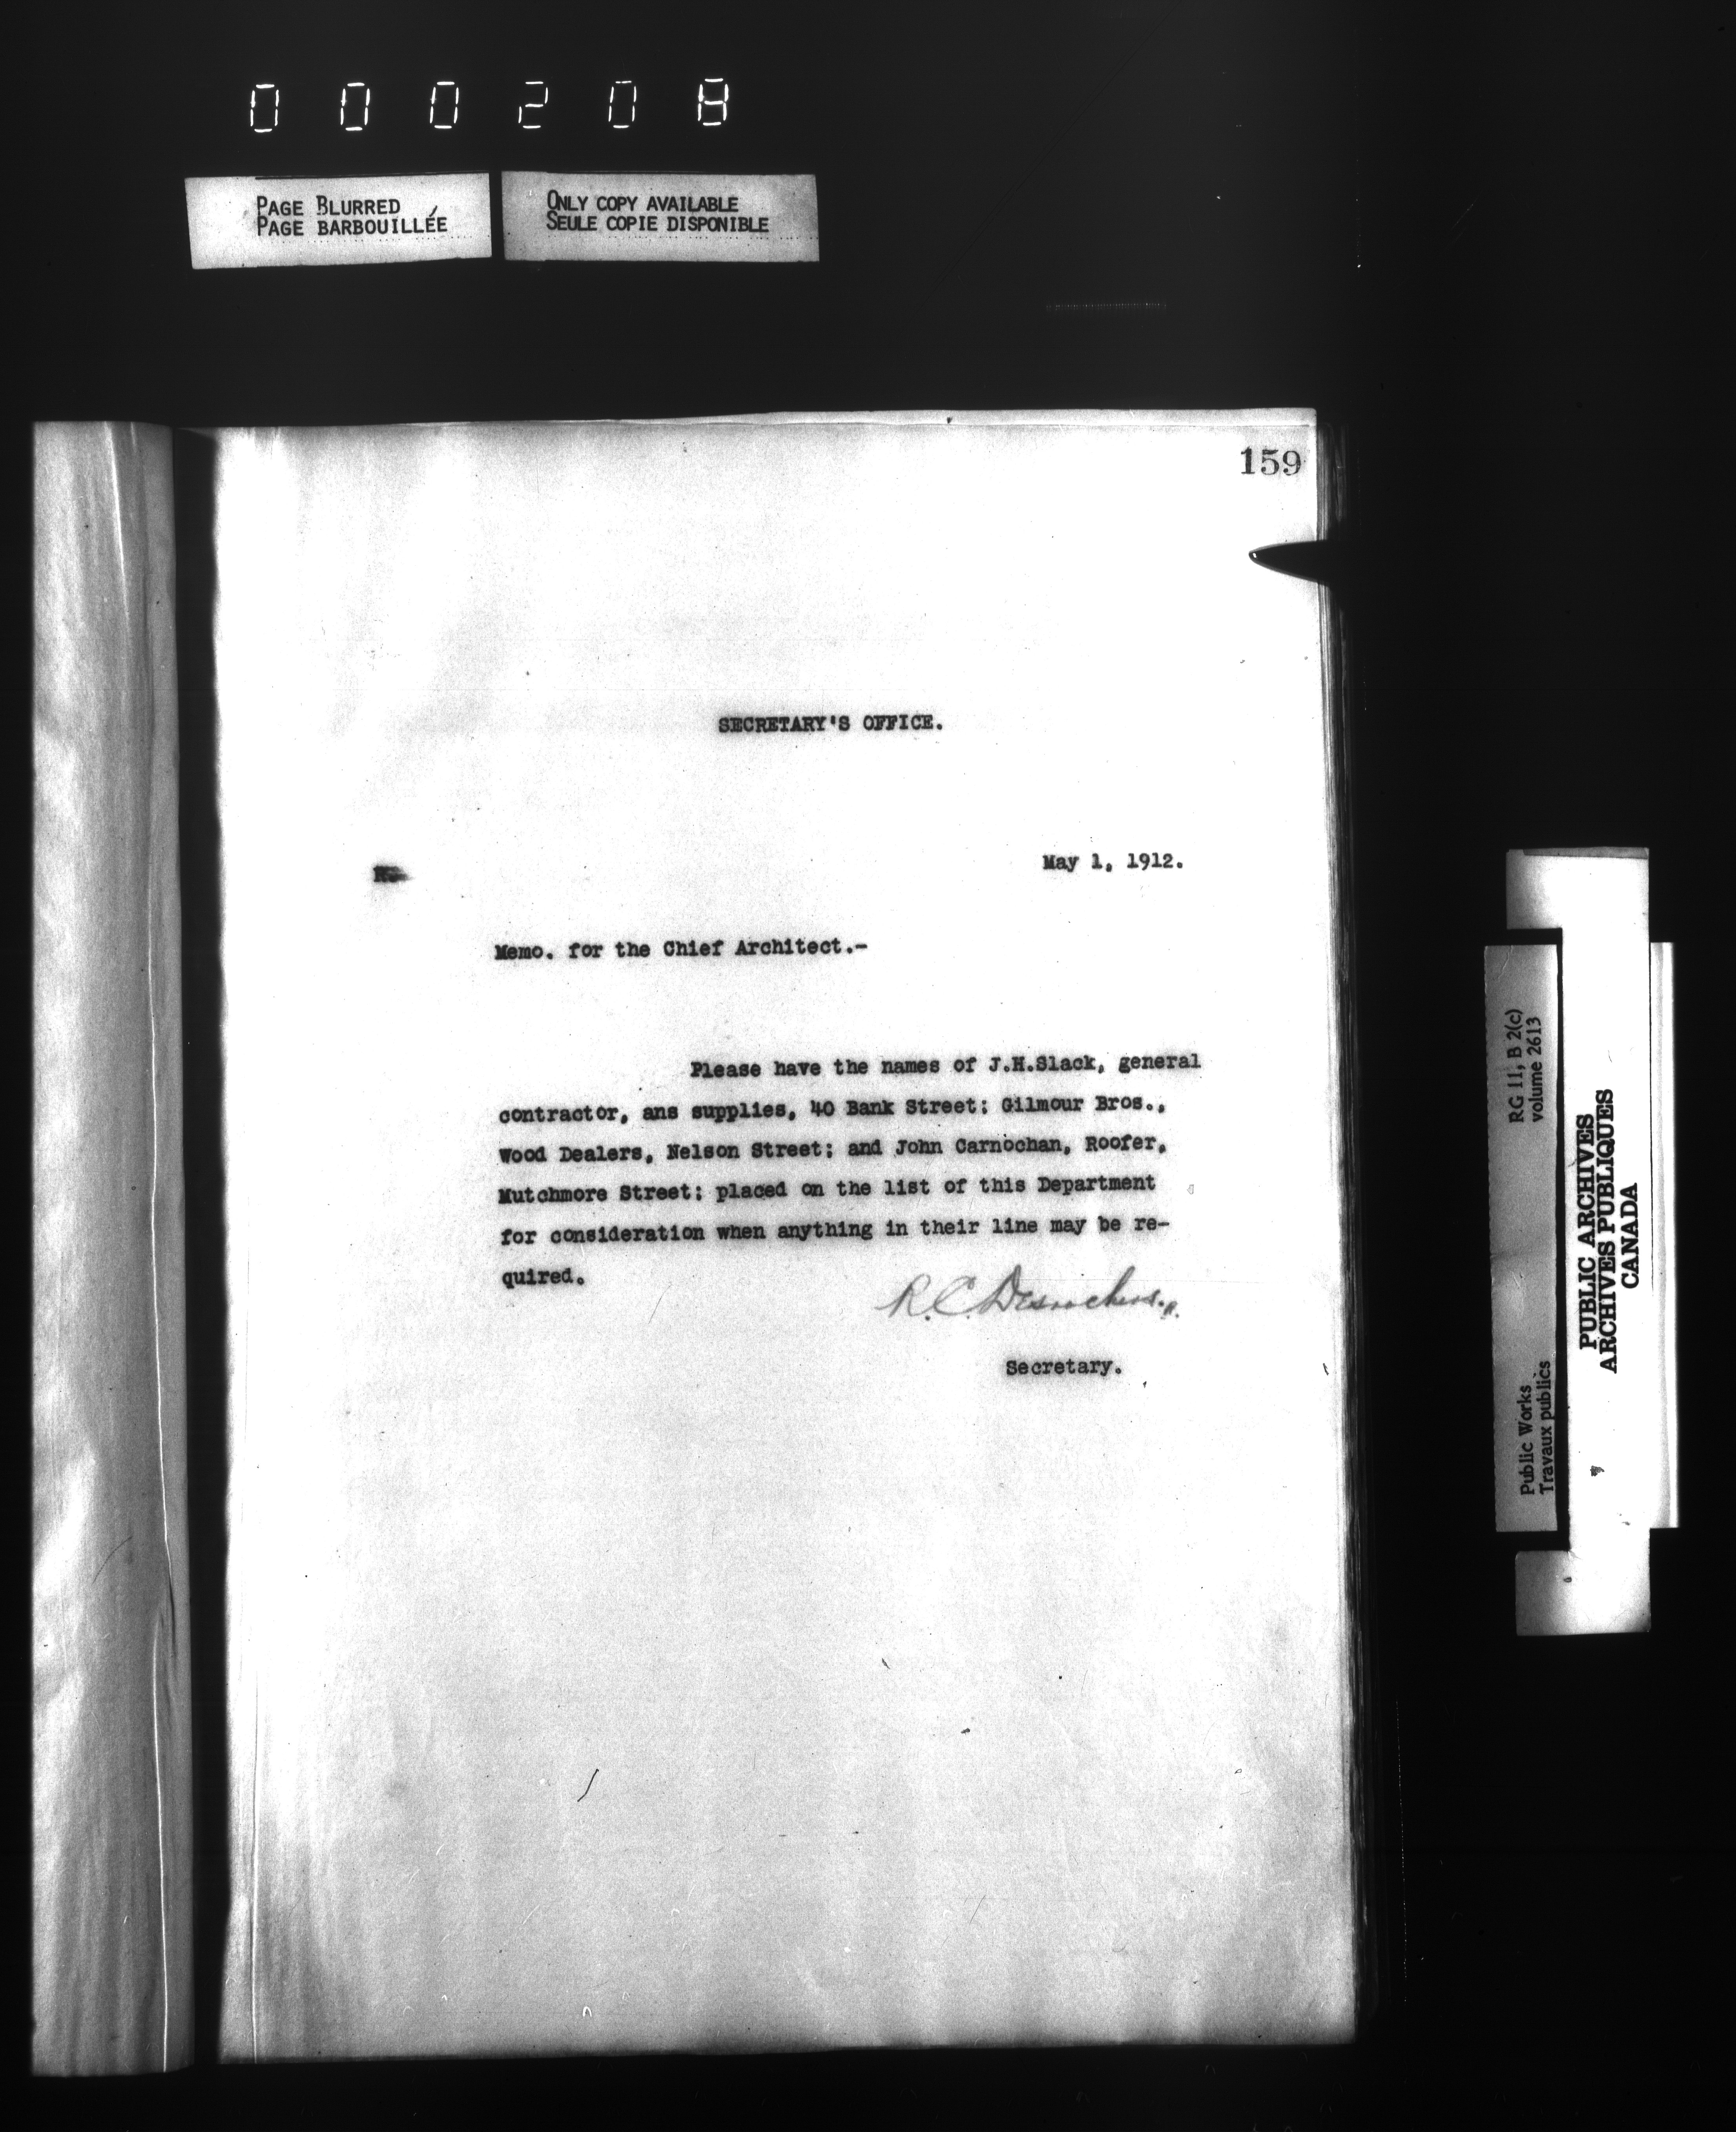 000208
PAGE BLURRED
PAGE BARBOUILLÉE
ONLY COPY AVAILABLE
SEULE COPIE DISPONIBLE
159
SECRETARY'S OFFICE.
May 1, 1912.
Memo. for the Chief Architect.-
Please have the names of J.H.Slack, general
contractor, ans supplies, 40 Bank Street; Gilmour Bros.,
Wood Dealers, Nelson Street; and John Carnochan, Roofer,
Mutchmore Street; placed on the list of this Department
for consideration when anything in their line may be re-
quired.
R.C. Desrochers.
Secretary.
RG 11, B 2(c)
volume 2613
Public Works
Travaux publics
PUBLIC ARCHIVES
ARCHIVES PUBLIQUES
CANADA